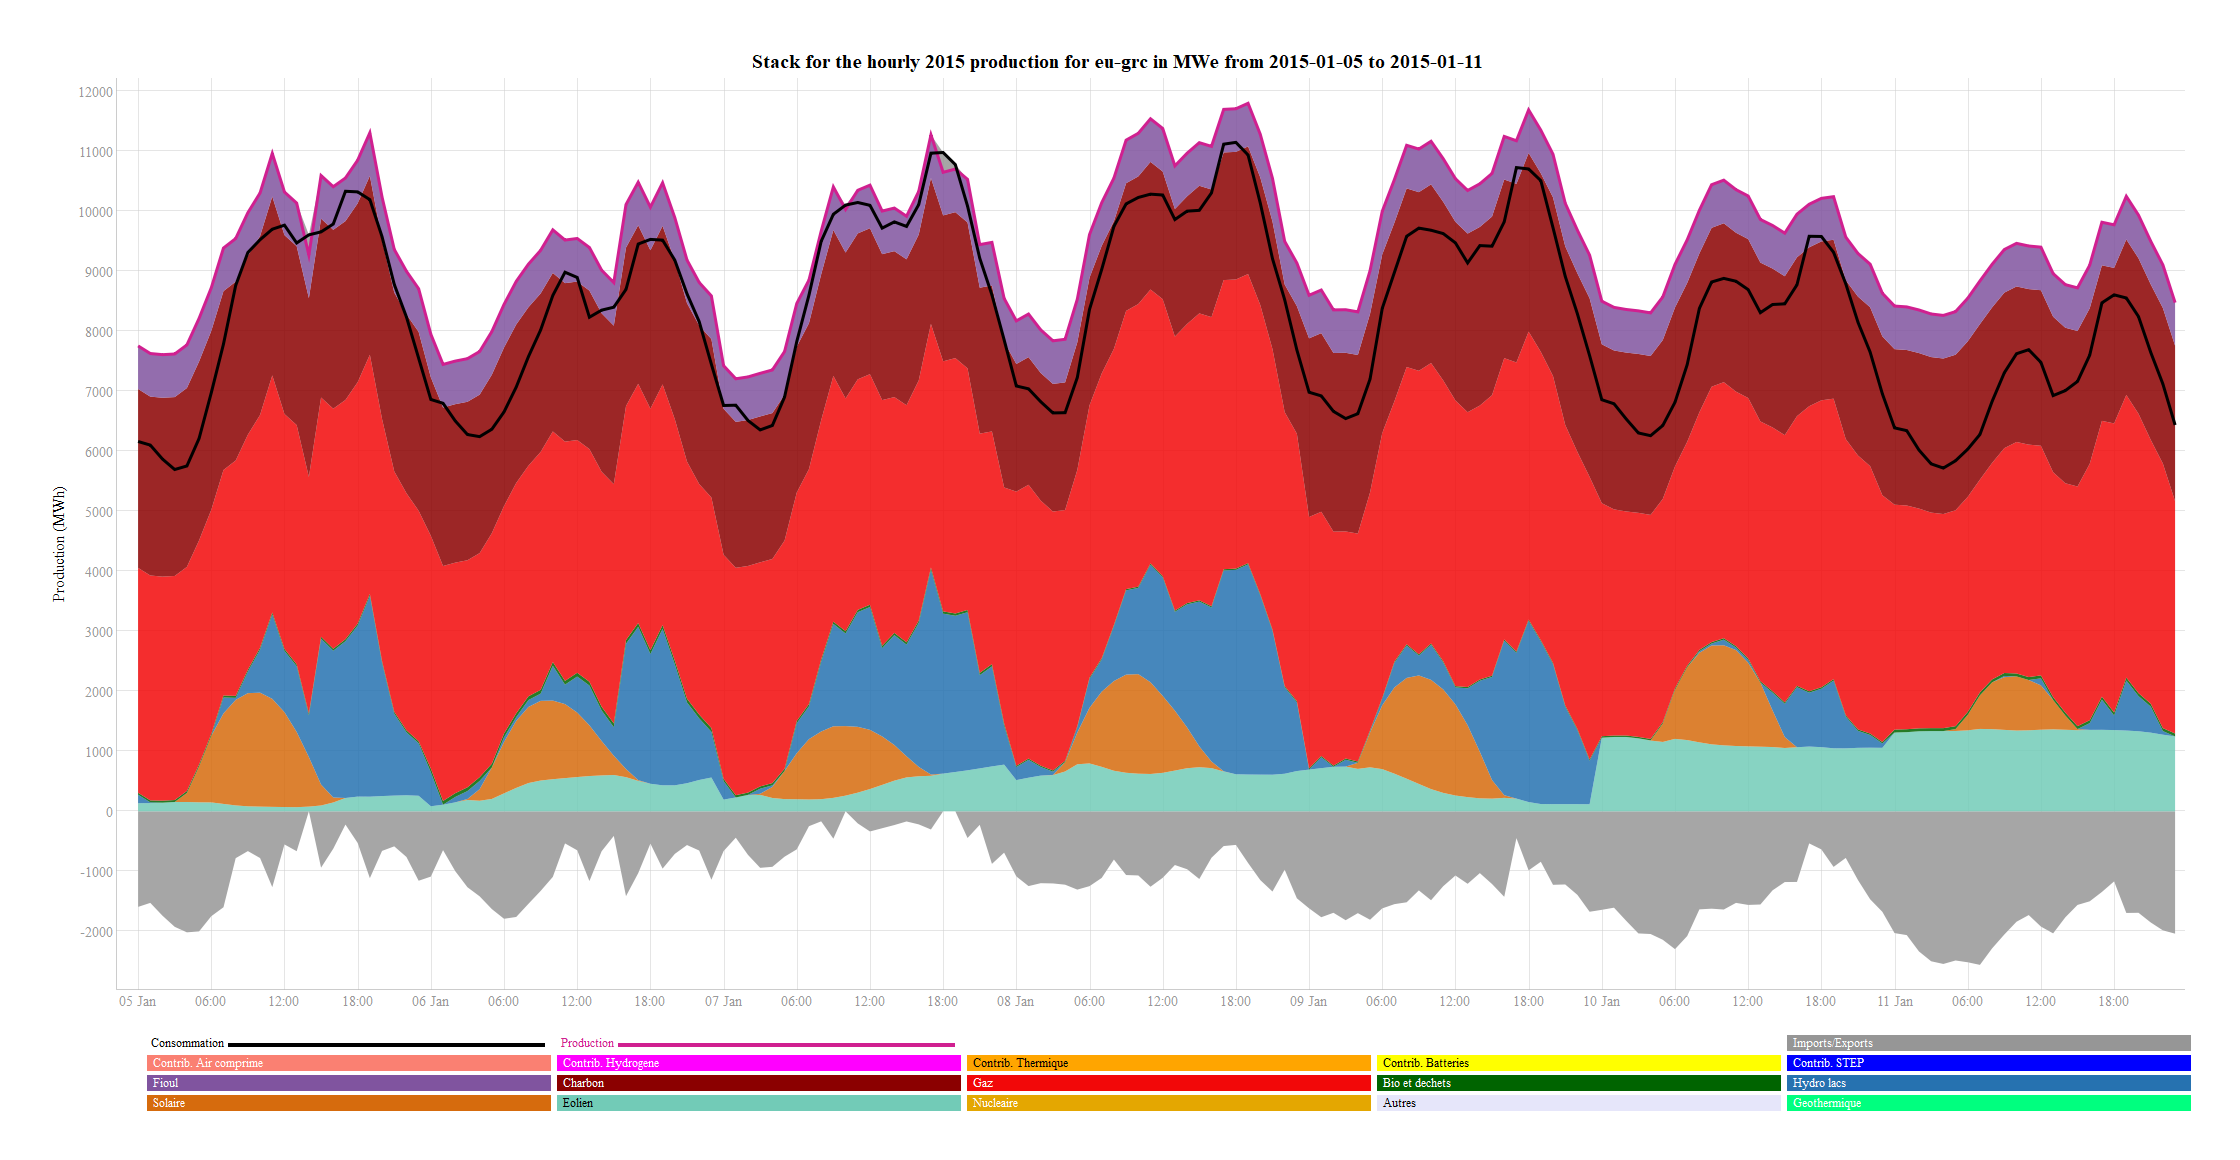 Stack for the hourly 2015 production for eu-grc in MWe from 2015-01-05 to 2015-01-11
12000
11000
10000
9000
8000
7000
6000
5000
4000
3000
2000
1000
0
-1000
-2000
Production (MWh)
05 Jan 06:00 12:00 18:00 06 Jan 06:00 12:00 18:00 07 Jan 06:00 12:00 18:00 08 Jan 06:00 12:00 18:00 09 Jan 06:00 12:00 18:00 10 Jan 06:00 12:00 18:00 11 Jan 06:00 12:00 18:00
Consommation Production Imports/Exports
Contrib. Air comprime Contrib. Hydrogene Contrib. Thermique Contrib. Batteries Contrib. STEP
Fioul Charbon Gaz Bio et dechets Hydro lacs
Solaire Eolien Nucleaire Autres Geothermique